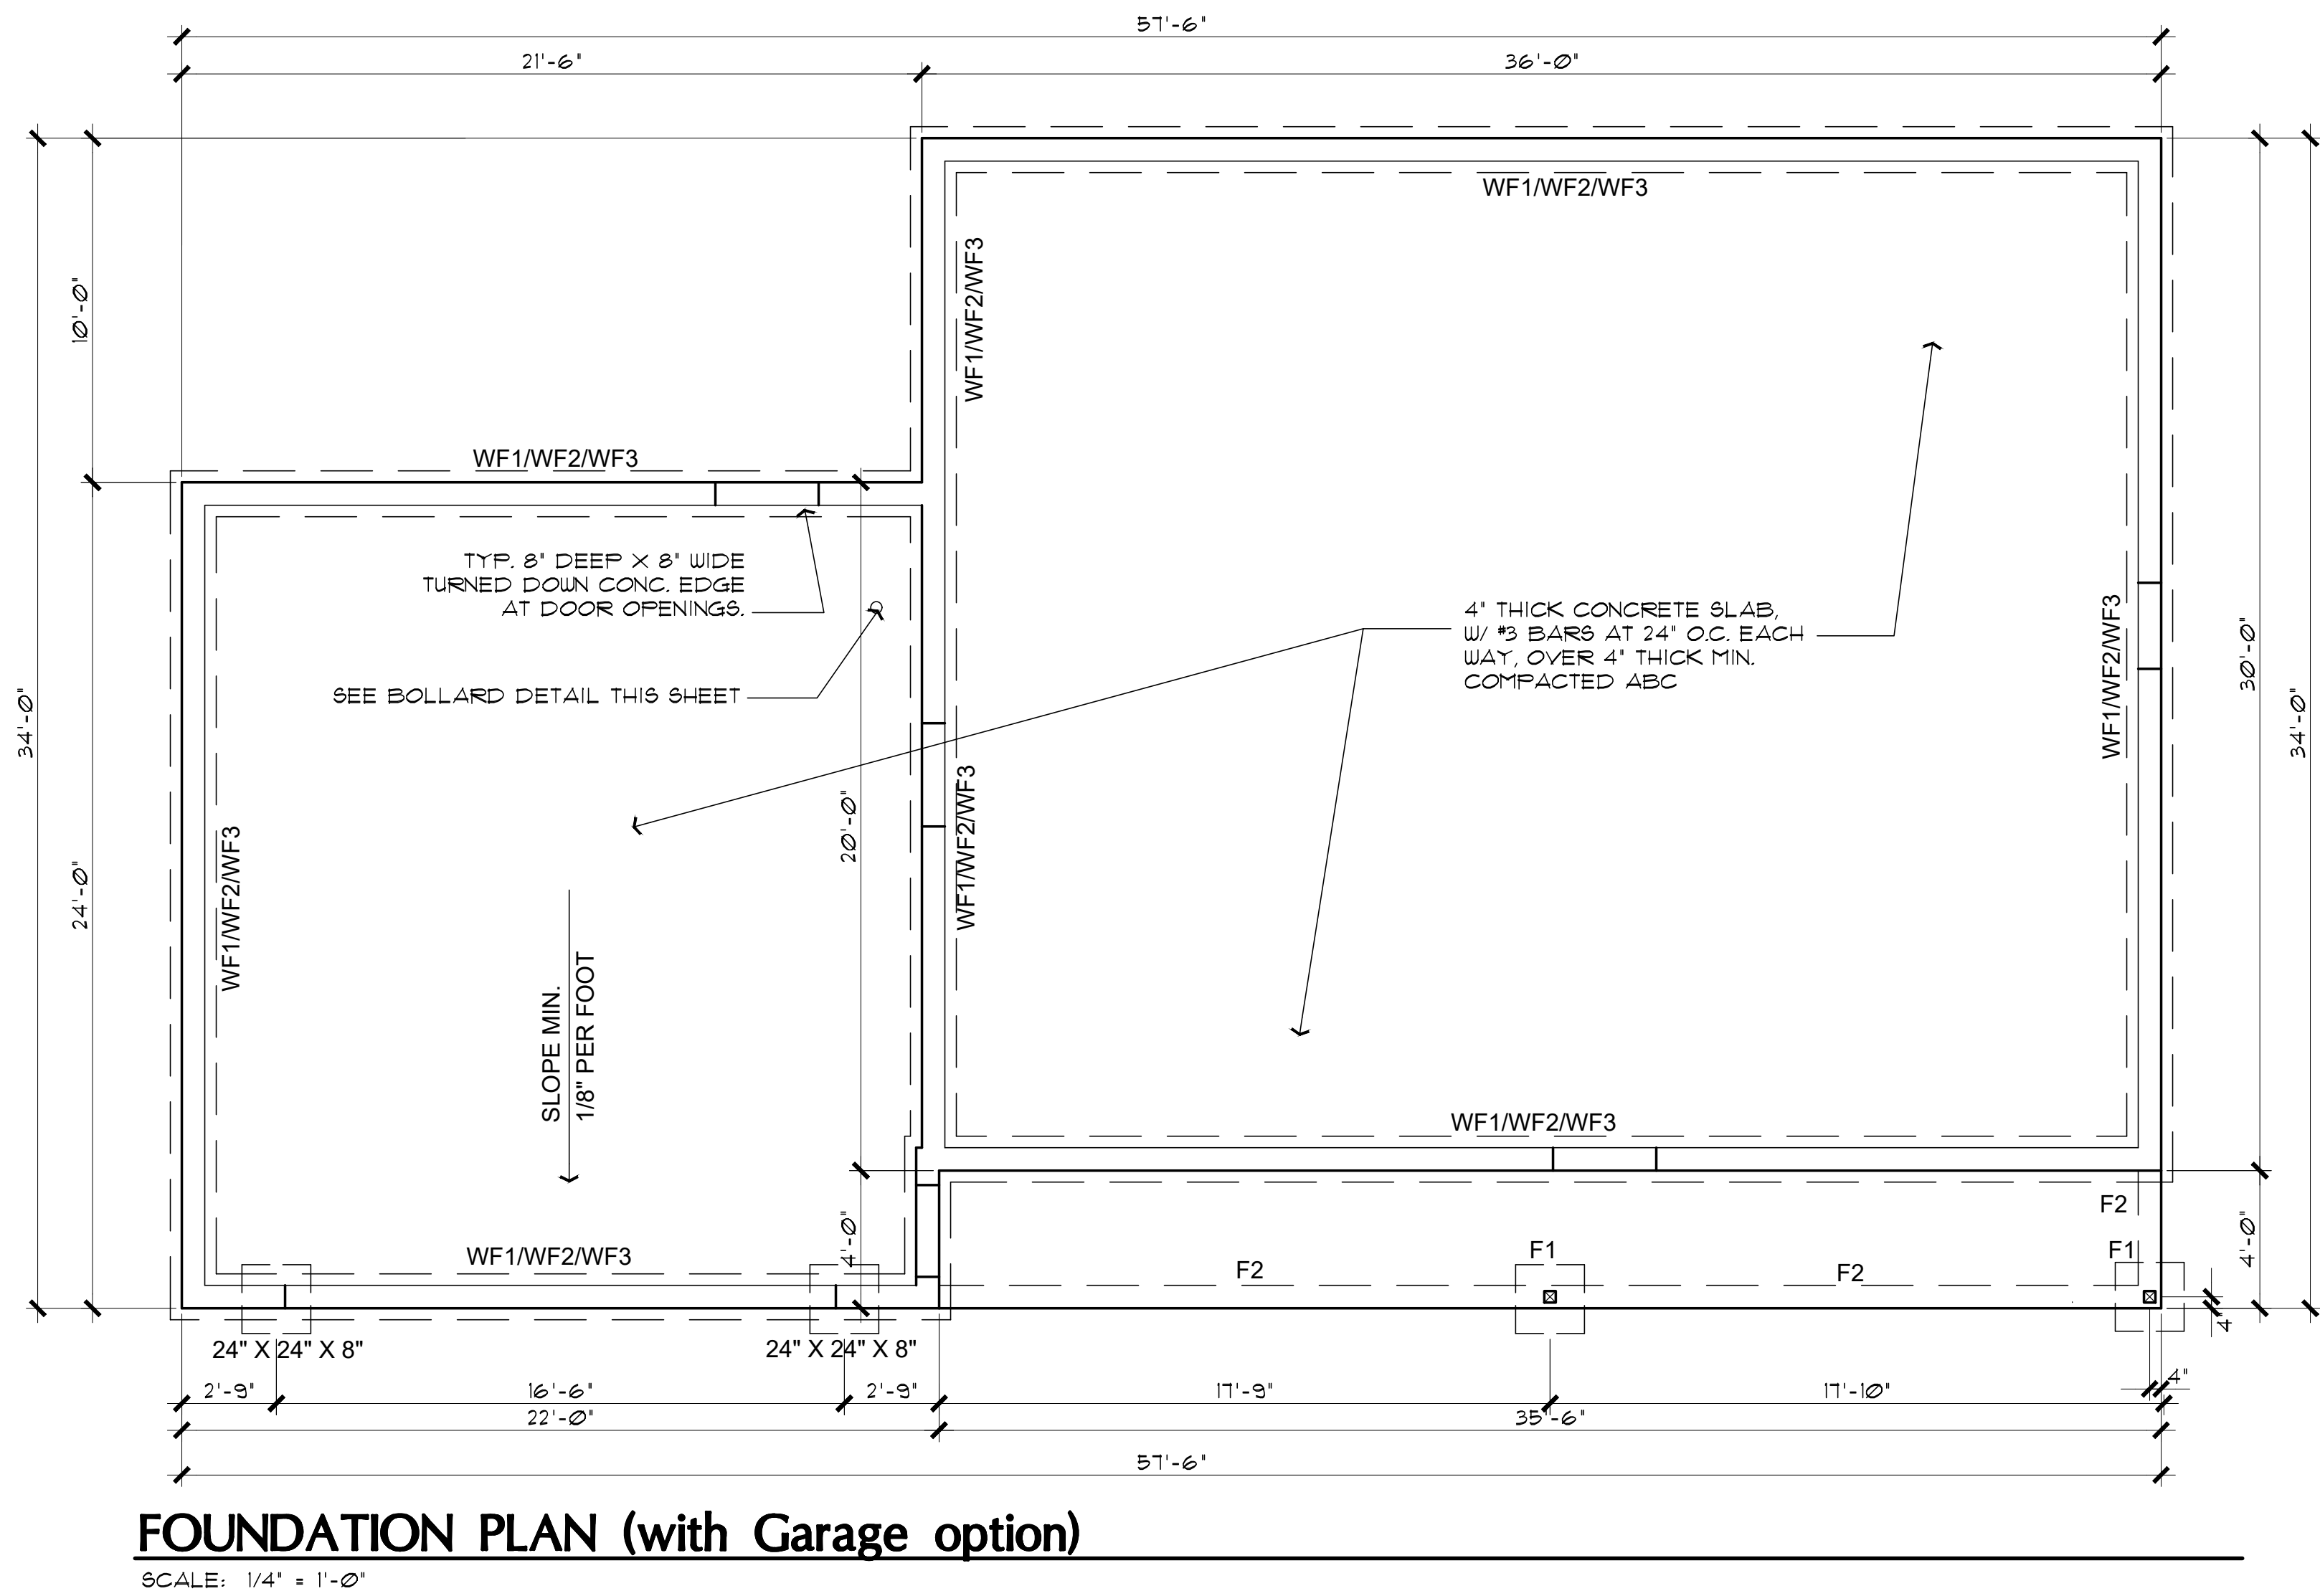 57'-6"
21'-6"
36'-0"
WF1/WF2/WF3
WF1/WF2/WF3
10'-0"
WF1/WF2/WF3
TYP. 8" DEEP X 8" WIDE
TURNED DOWN CONC. EDGE
AT DOOR OPENINGS.
4" THICK CONCRETE SLAB,
W/ #3 BARS AT 24" O.C. EACH
WAY, OVER 4" THICK MIN.
COMPACTED ABC
SEE BOLLARD DETAIL THIS SHEET
WF1/WF2/WF3
30'-0"
34'-0"
34'-0"
20'-0"
WF1/WF2/WF3
24'-0"
WF1/WF2/WF3
SLOPE MIN.
1/8" PER FOOT
WF1/WF2/WF3
F2
4'-0"
4'-0"
WF1/WF2/WF3
F2
F1
F2
F1
4"
24" X 24" X 8"
24" X 24" X 8"
2'-9"
16'-6"
2'-9"
17'-9"
17'-10"
4"
22'-0"
35'-6"
57'-6"
FOUNDATION PLAN (with Garage option)
SCALE: 1/4" = 1'-0"